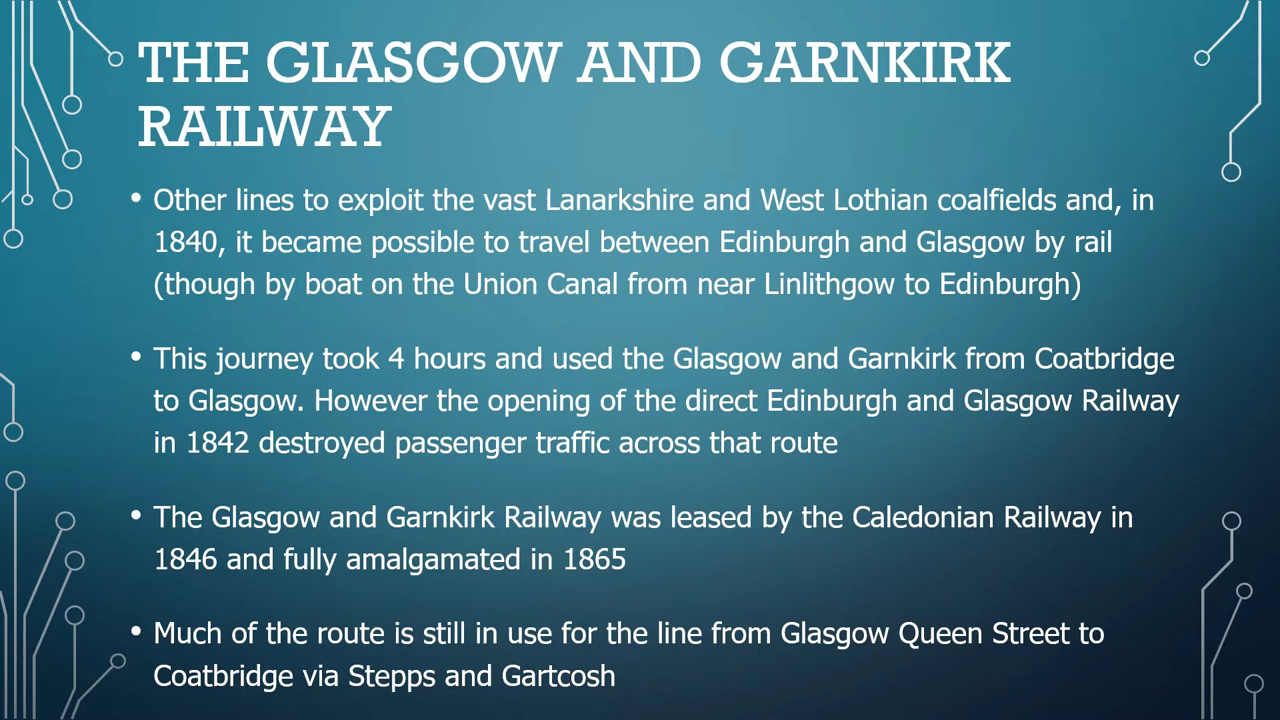 THE GLASGOW AND GARNKIRK
RAILWAY
• Other lines to exploit the vast Lanarkshire and West Lothian coalfields and, in
1840, it became possible to travel between Edinburgh and Glasgow by rail
(though by boat on the Union Canal from near Linlithgow to Edinburgh)
• This journey took 4 hours and used the Glasgow and Garnkirk from Coatbridge
to Glasgow. However the opening of the direct Edinburgh and Glasgow Railway
in 1842 destroyed passenger traffic across that route
• The Glasgow and Garnkirk Railway was leased by the Caledonian Railway in
1846 and fully amalgamated in 1865
• Much of the route is still in use for the line from Glasgow Queen Street to
Coatbridge via Stepps and Gartcosh